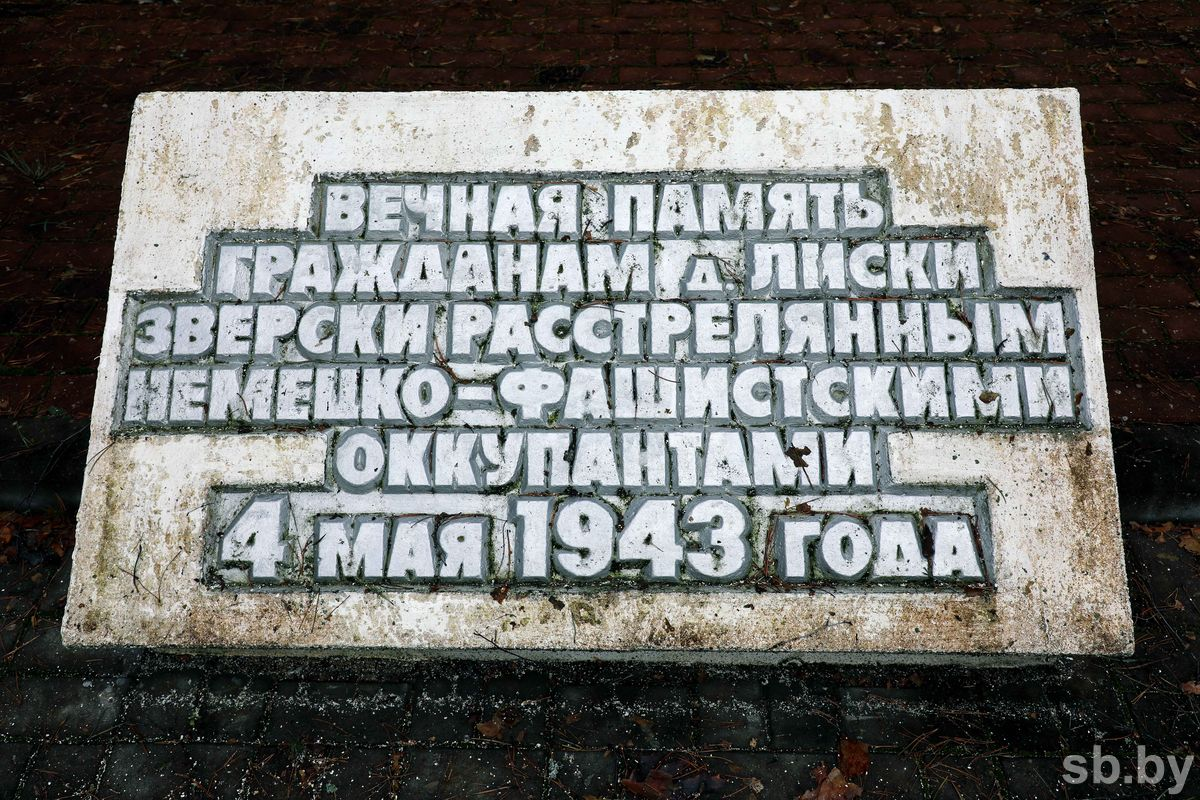 ВЕЧНАЯ ПАМЯТЬ
ГРАЖДАНАМ Д. ЛИСКИ
ЗВЕРСКИ РАССТРЕЛЯННЫМ
НЕМЕЦКО-ФАШИСТСКИМИ
ОККУПАНТАМИ
4 МАЯ 1943 ГОДА
sb.by